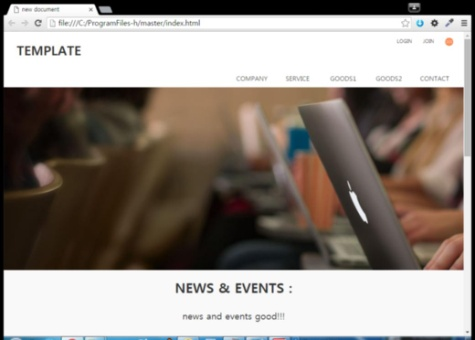 new document
file:///C:/ProgramFiles-h/master/index.html
LOGIN JOIN
TEMPLATE
COMPANY SERVICE GOODS1 GOODS2 CONTACT
NEWS & EVENTS :
news and events good!!!